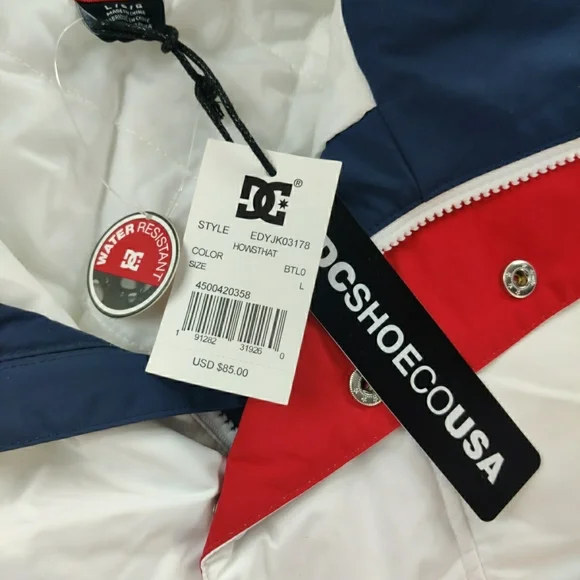 L/G/G
WATER RESISTANT
DC
DC ®
STYLE EDYJK03178
HOWSTHAT
COLOR BTL0
SIZE L
4500420358
1 91282 31926 0
USD $85.00
DCSHOECOUSA